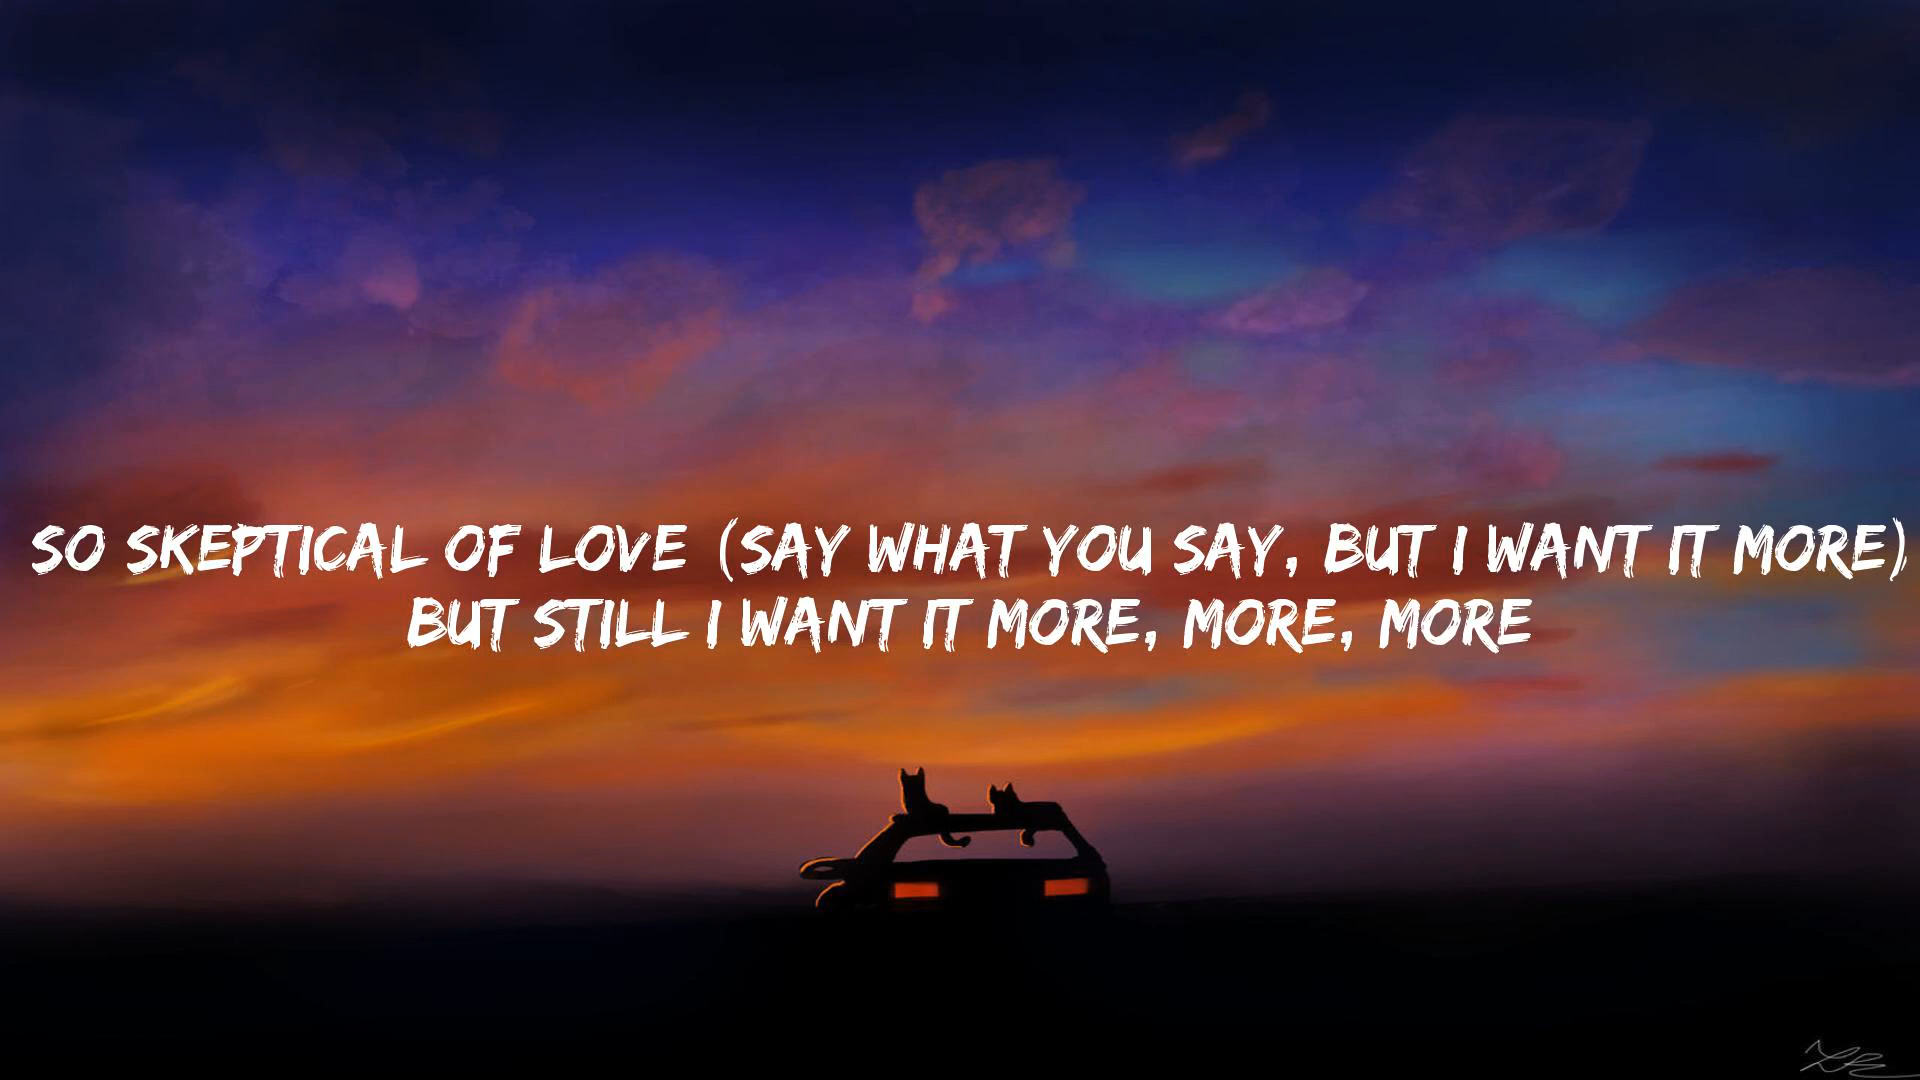 SO SKEPTICAL OF LOVE (SAY WHAT YOU SAY, BUT I WANT IT MORE)
BUT STILL I WANT IT MORE, MORE, MORE